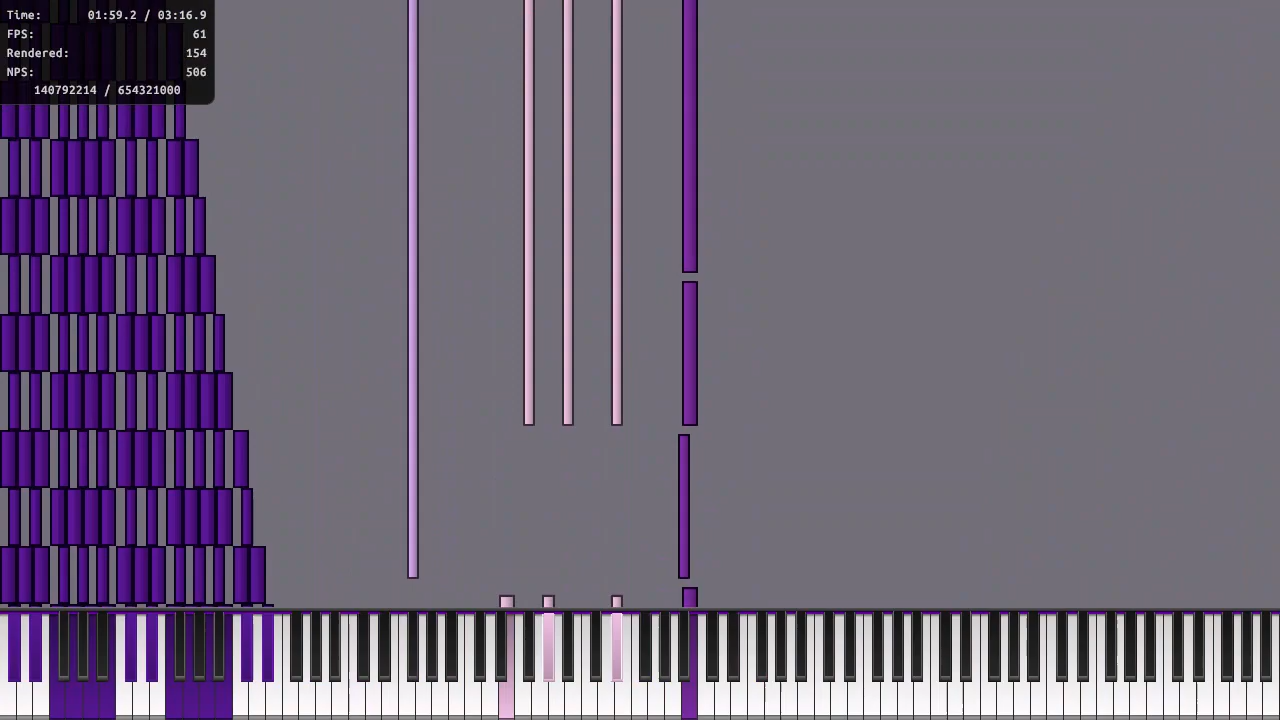 Time: 01:59.2 / 03:16.9
FPS: 61
Rendered: 154
NPS: 506
140792214 / 654321000